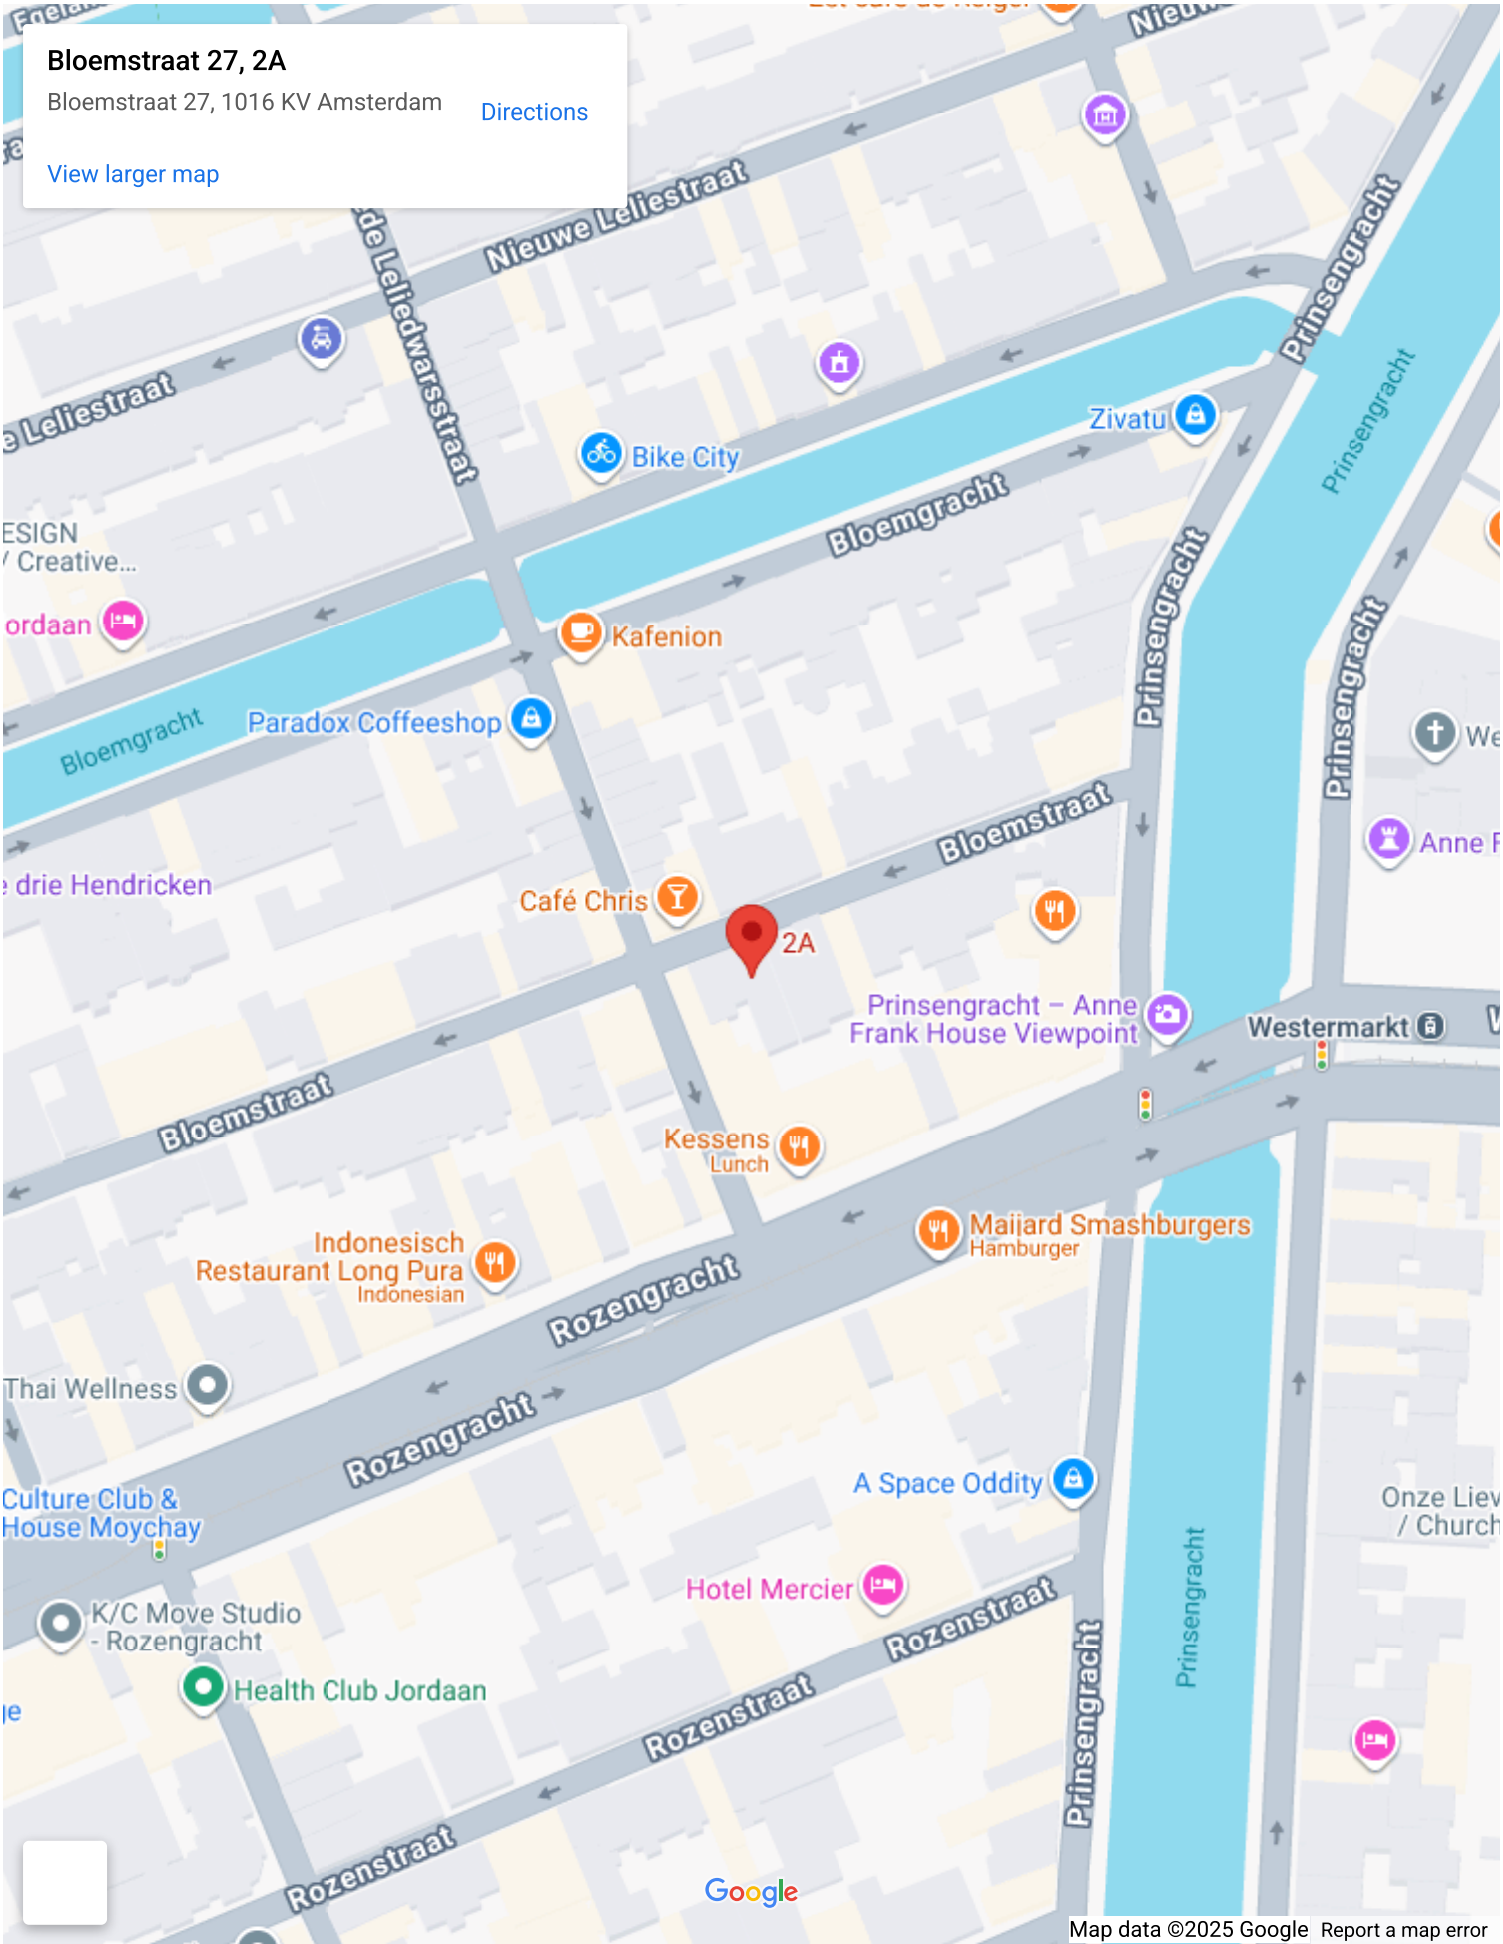 Bloemstraat 27, 2A
Bloemstraat 27, 1016 KV Amsterdam
Directions
View larger map
Nieuwe Leliestraat
Prinsengracht
Leliedwarsstraat
Leliestraat
Prinsengracht
Zivatu
Bike City
Bloemgracht
ESIGN
/ Creative...
ordaan
Prinsengracht
Kafenion
Prinsengracht
Paradox Coffeeshop
Bloemgracht
We
Bloemstraat
Anne F
e drie Hendricken
Café Chris
2A
Prinsengracht – Anne
Frank House Viewpoint
Westermarkt
Bloemstraat
Kessens
Lunch
Maijard Smashburgers
Hamburger
Indonesisch
Restaurant Long Pura
Indonesian
Rozengracht
Thai Wellness
Rozengracht
A Space Oddity
Culture Club &
House Moychay
Onze Liev
/ Church
Prinsengracht
Hotel Mercier
K/C Move Studio
- Rozengracht
Rozenstraat
Health Club Jordaan
ge
Rozenstraat
Prinsengracht
Rozenstraat
Google
Map data ©2025 Google
Report a map error